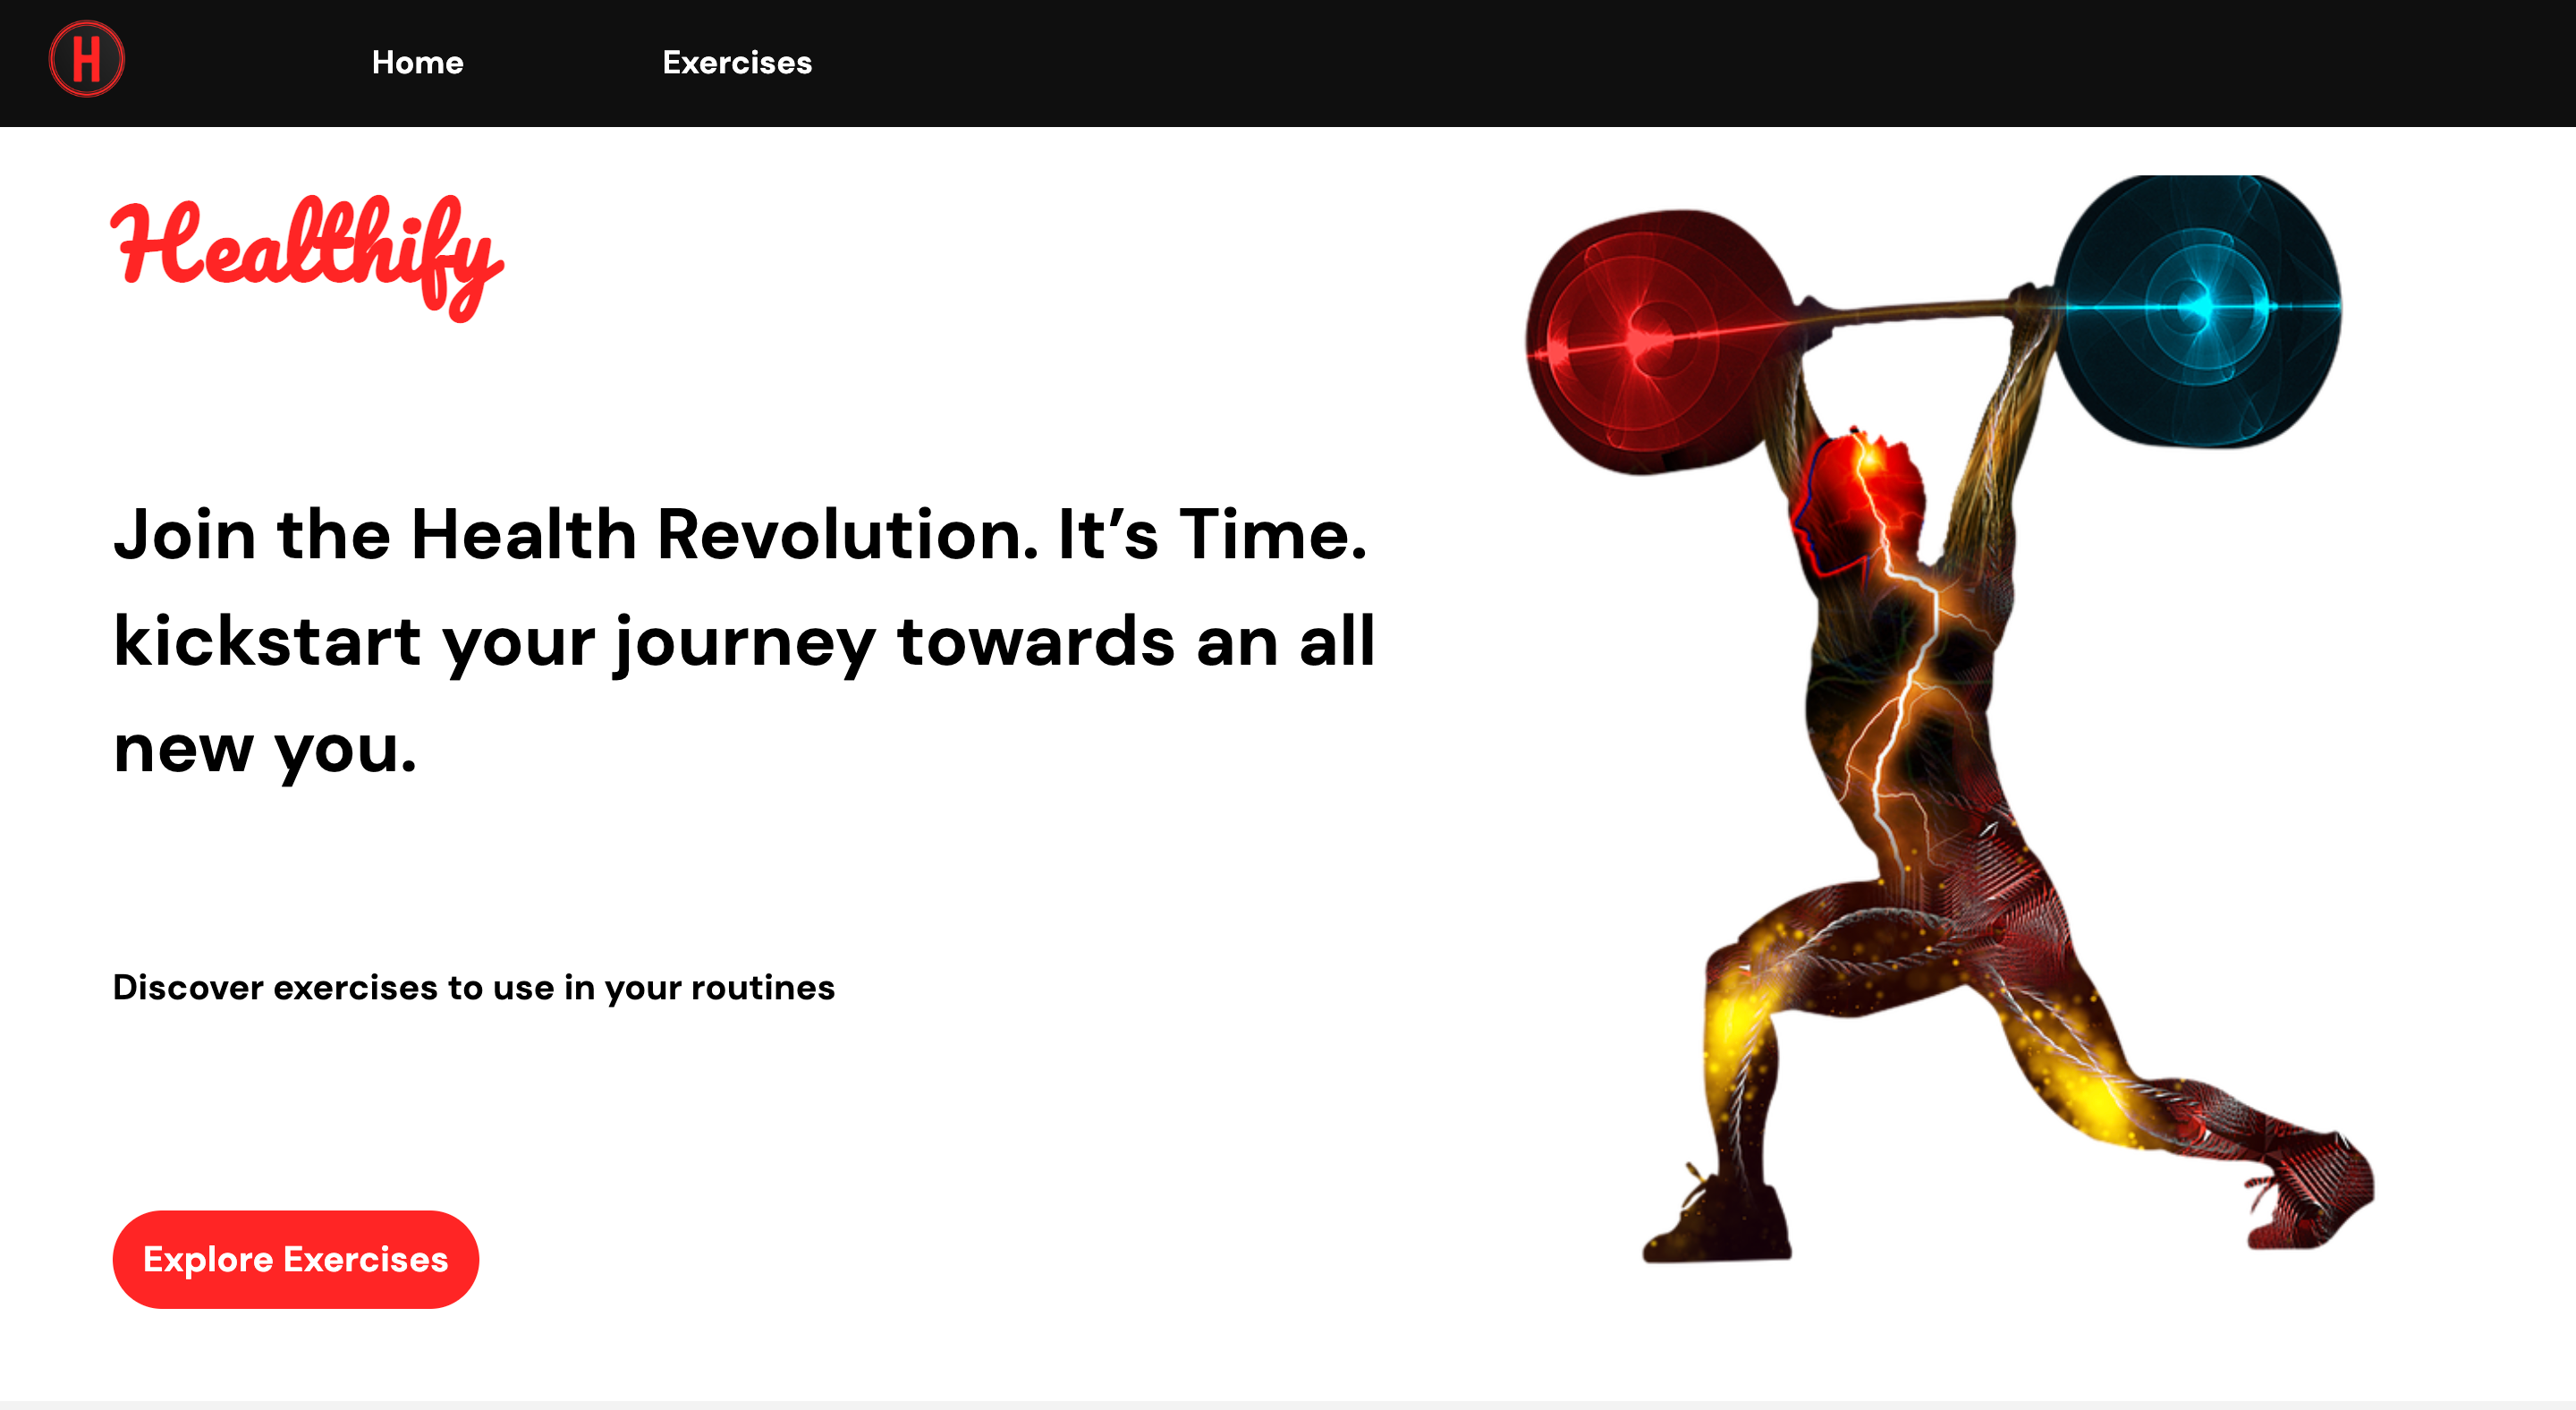 H
Home
Exercises
Healthify
Join the Health Revolution. It’s Time.
kickstart your journey towards an all
new you.
Discover exercises to use in your routines
Explore Exercises